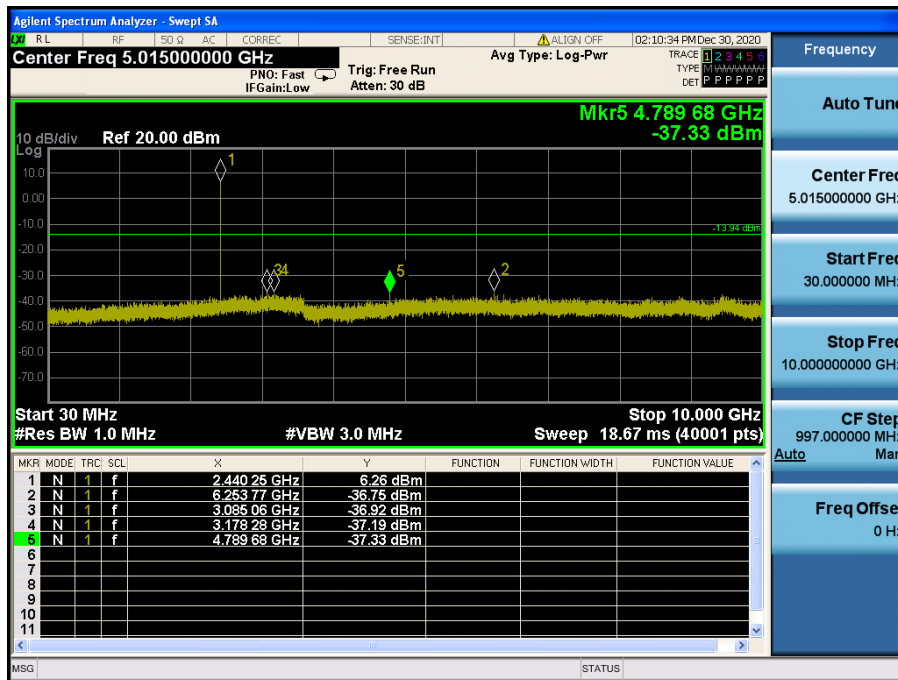 Agilent Spectrum Analyzer - Swept SA
LXI RL RF 50 Ω AC CORREC SENSE:INT ALIGN OFF 02:10:34 PM Dec 30, 2020
Center Freq 5.015000000 GHz
Avg Type: Log-Pwr
TRACE 1 2 3 4 5 6
PNO: Fast Trig: Free Run
TYPE M WWWWW
IFGain:Low Atten: 30 dB
DET P P P P P P
Mkr5 4.789 68 GHz
-37.33 dBm
10 dB/div Ref 20.00 dBm
Log
10.0
0.00
-10.0
-20.0
-30.0
-40.0
-50.0
-60.0
-70.0
1
-13.94 dBm
34
5
2
Start 30 MHz Stop 10.000 GHz
#Res BW 1.0 MHz #VBW 3.0 MHz Sweep 18.67 ms (40001 pts)
MKR MODE TRC SCL X Y FUNCTION FUNCTION WIDTH FUNCTION VALUE
1 N 1 f 2.440 25 GHz 6.26 dBm
2 N 1 f 6.253 77 GHz -36.75 dBm
3 N 1 f 3.085 06 GHz -36.92 dBm
4 N 1 f 3.178 28 GHz -37.19 dBm
5 N 1 f 4.789 68 GHz -37.33 dBm
6
7
8
9
10
11
MSG STATUS
Frequency
Auto Tune
Center Freq
5.015000000 GHz
Start Freq
30.000000 MHz
Stop Freq
10.000000000 GHz
CF Step
997.000000 MHz
Auto Man
Freq Offset
0 Hz